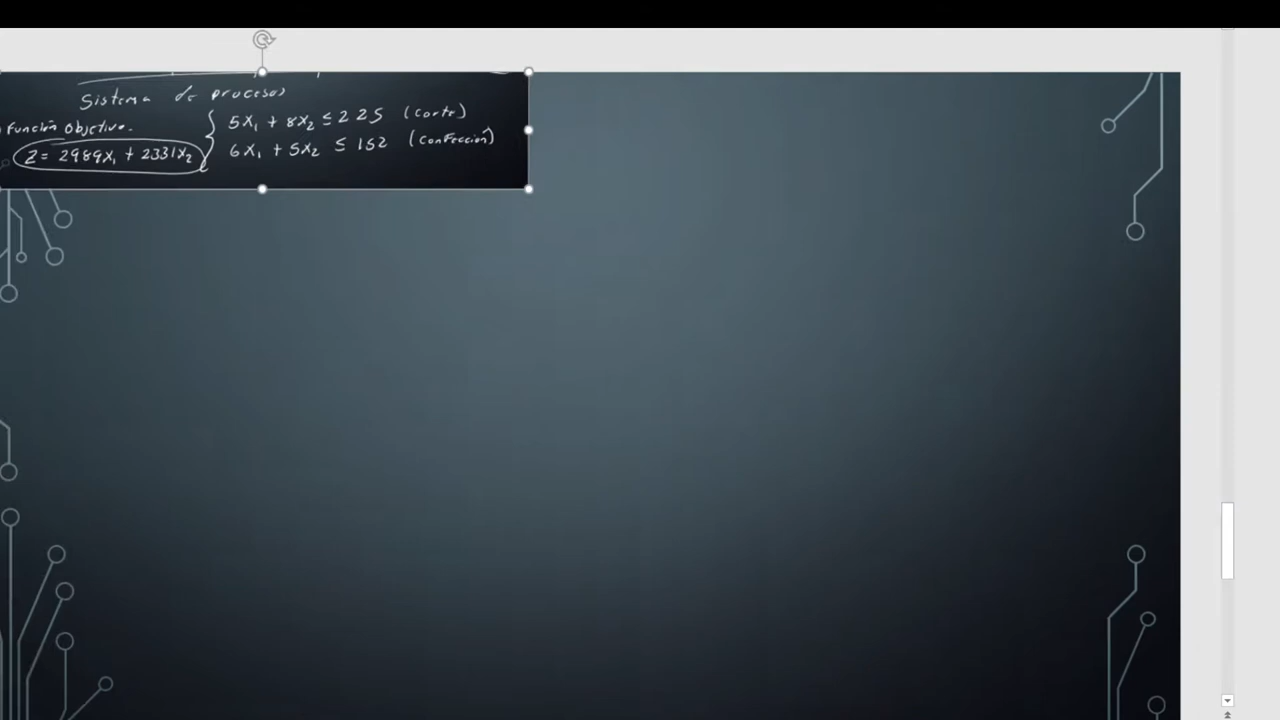 Sistema de procesos
Función Objetivo.
5x₁ + 8x₂ ≤ 225 (Corte)
Z = 2989x₁ + 2331x₂
6x₁ + 5x₂ ≤ 152 (Confección)